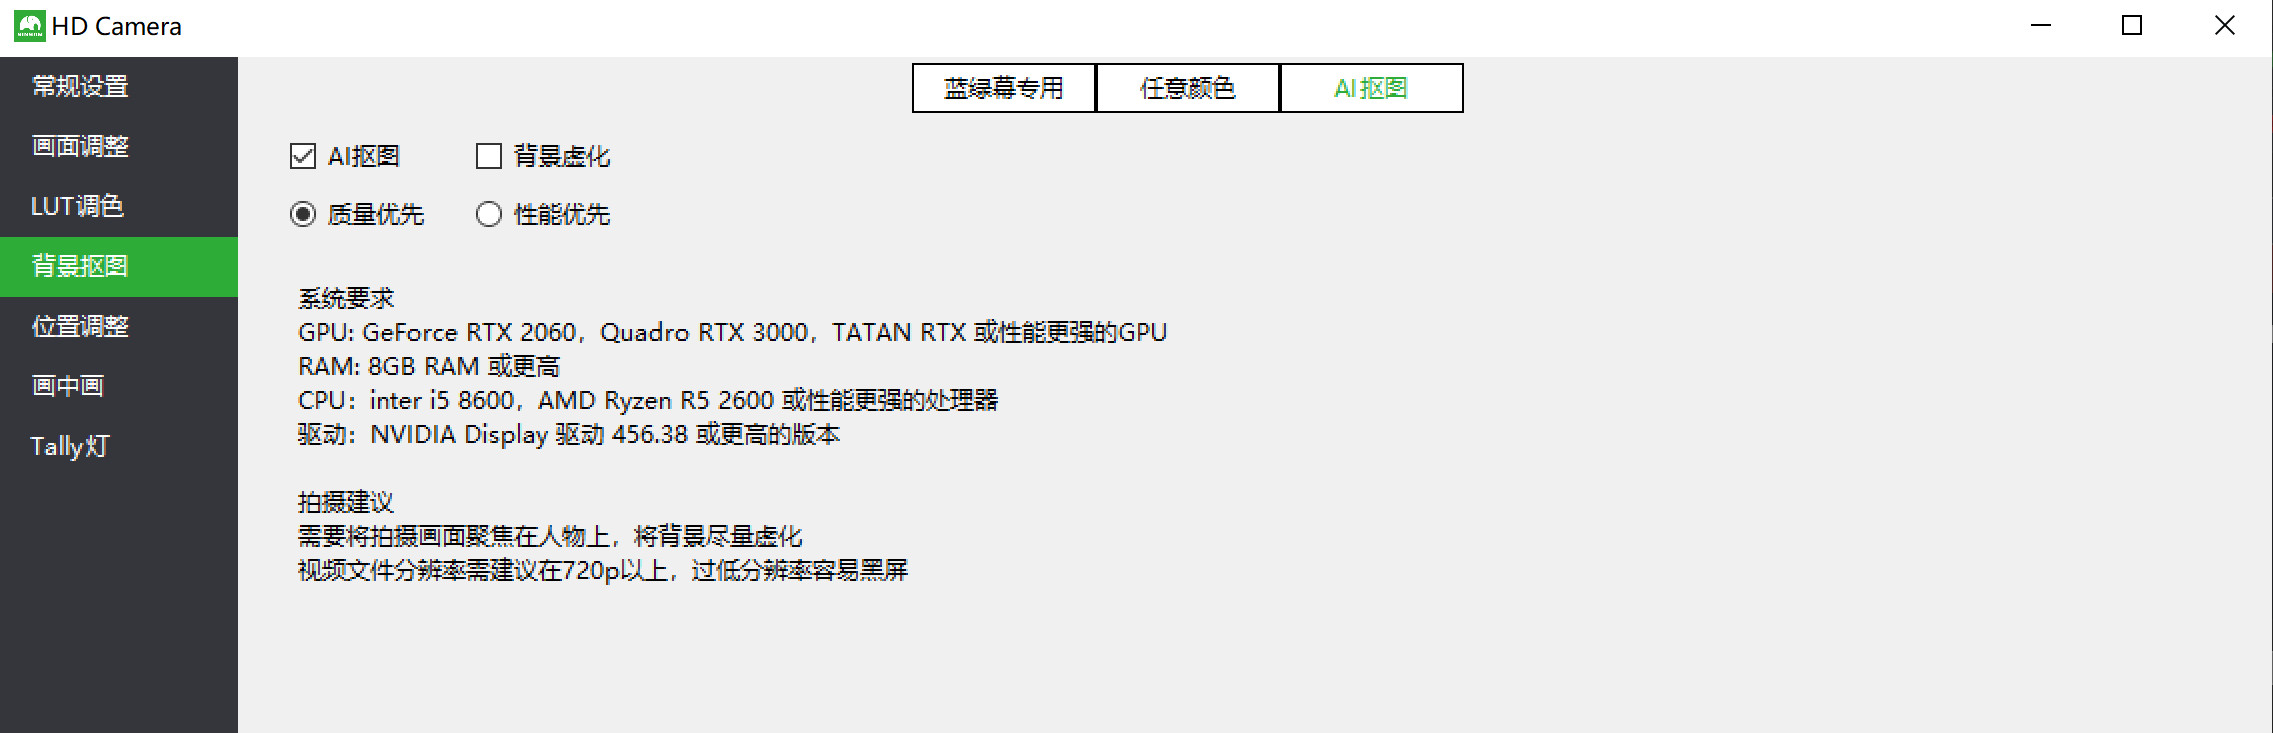 HD Camera
常规设置
画面调整
LUT调色
背景抠图
位置调整
画中画
Tally灯
蓝绿幕专用
任意颜色
AI抠图
AI抠图
背景虚化
质量优先
性能优先
系统要求
GPU: GeForce RTX 2060，Quadro RTX 3000，TATAN RTX 或性能更强的GPU
RAM: 8GB RAM 或更高
CPU：inter i5 8600，AMD Ryzen R5 2600 或性能更强的处理器
驱动：NVIDIA Display 驱动 456.38 或更高的版本
拍摄建议
需要将拍摄画面聚焦在人物上，将背景尽量虚化
视频文件分辨率需建议在720p以上，过低分辨率容易黑屏